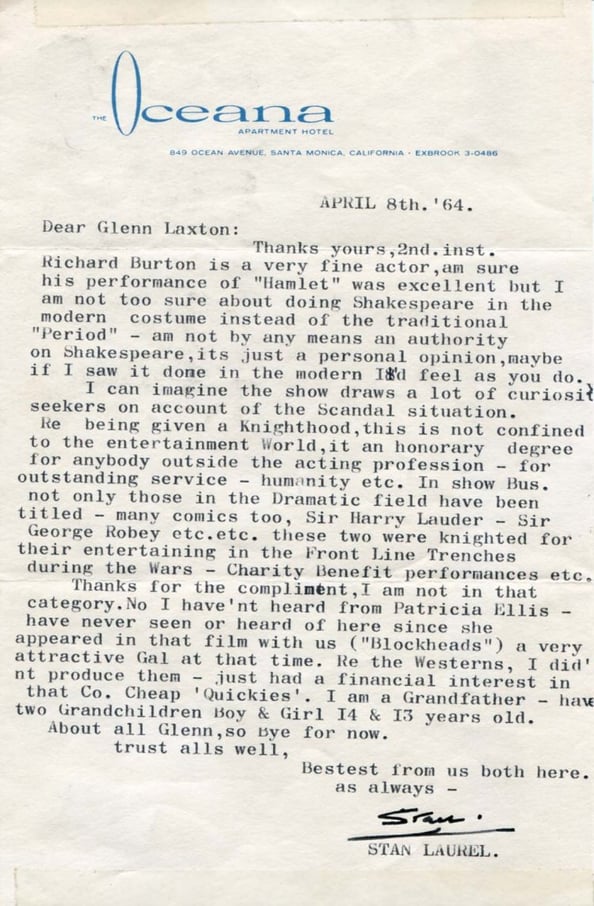 THE Oceana
APARTMENT HOTEL
849 OCEAN AVENUE, SANTA MONICA, CALIFORNIA · EXBROOK 3-0486
APRIL 8th.'64.
Dear Glenn Laxton:
Thanks yours,2nd.inst.
Richard Burton is a very fine actor,am sure
his performance of "Hamlet" was excellent but I
am not too sure about doing Shakespeare in the
modern costume instead of the traditional
"Period" - am not by any means an authority
on Shakespeare,its just a personal opinion,maybe
if I saw it done in the modern I'd feel as you do.
I can imagine the show draws a lot of curiosit
seekers on account of the Scandal situation.
Re being given a Knighthood,this is not confined
to the entertainment World,it an honorary degree
for anybody outside the acting profession - for
outstanding service - humanity etc. In show Bus.
not only those in the Dramatic field have been
titled - many comics too, Sir Harry Lauder - Sir
George Robey etc.etc. these two were knighted for
their entertaining in the Front Line Trenches
during the Wars - Charity Benefit performances etc.
Thanks for the compliment,I am not in that
category.No I have'nt heard from Patricia Ellis -
have never seen or heard of here since she
appeared in that film with us ("Blockheads") a very
attractive Gal at that time. Re the Westerns, I did'
nt produce them - just had a financial interest in
that Co. Cheap 'Quickies'. I am a Grandfather - have
two Grandchildren Boy & Girl I4 & I3 years old.
About all Glenn,so Bye for now.
trust alls well,
Bestest from us both here.
as always -
Stan.
STAN LAUREL.